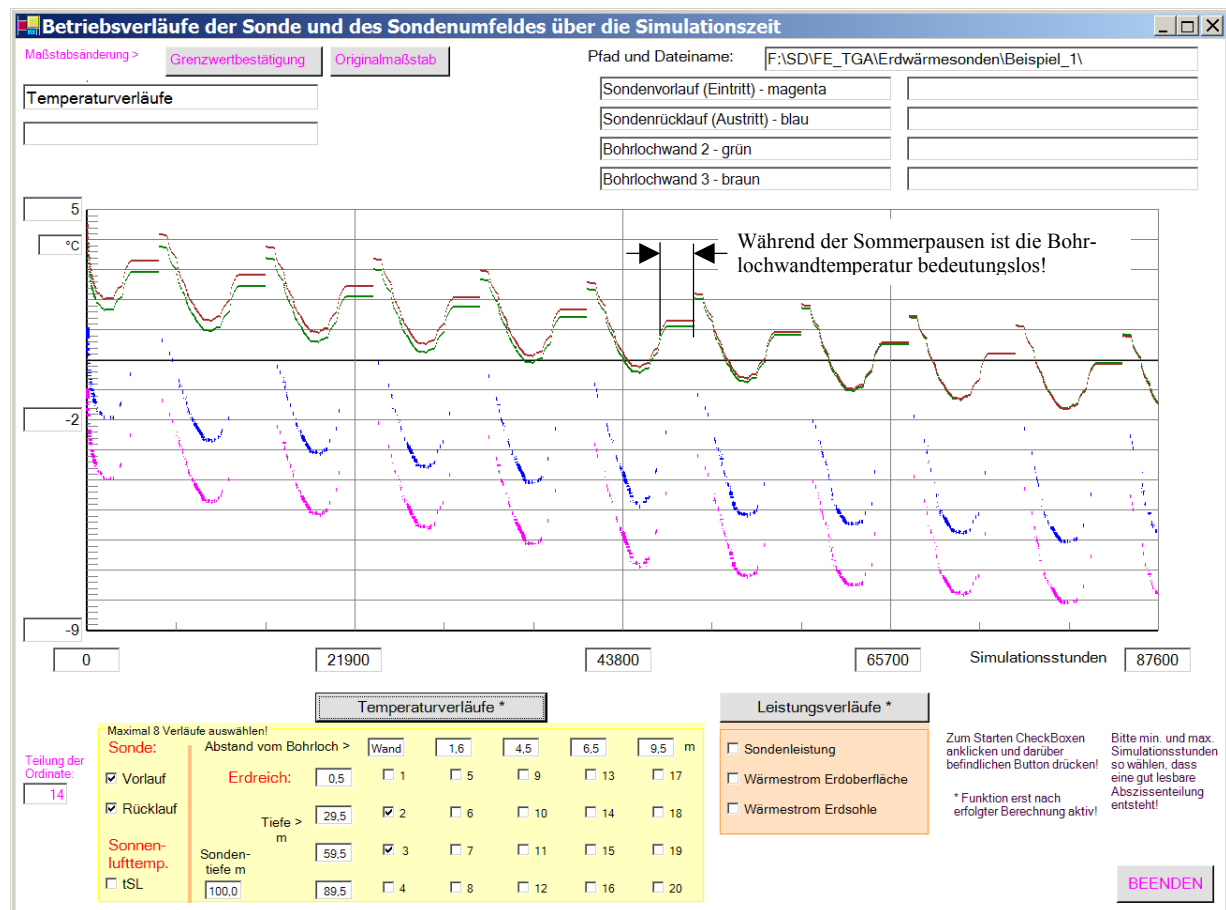 Betriebsverläufe der Sonde und des Sondenumfeldes über die Simulationszeit
Maßstabsänderung >
Grenzwertbestätigung
Originalmaßstab
Pfad und Dateiname:
F:\SD\FE_TGA\Erdwärmesonden\Beispiel_1\
Temperaturverläufe
Sondenvorlauf (Eintritt) - magenta
Sondenrücklauf (Austritt) - blau
Bohrlochwand 2 - grün
Bohrlochwand 3 - braun
5
°C
Während der Sommerpausen ist die Bohr-
lochwandtemperatur bedeutungslos!
-2
-9
0
21900
43800
65700
Simulationsstunden
87600
Temperaturverläufe *
Leistungsverläufe *
Teilung der
Ordinate:
14
Maximal 8 Verläufe auswählen!
Sonde:
Abstand vom Bohrloch >
Wand
1,6
4,5
6,5
9,5
m
Vorlauf
Erdreich:
0,5
1
5
9
13
17
Rücklauf
Tiefe >
m
29,5
2
6
10
14
18
Sonnen-
lufttemp.
Sonden-
tiefe m
59,5
3
7
11
15
19
tSL
100,0
89,5
4
8
12
16
20
Sondenleistung
Wärmestrom Erdoberfläche
Wärmestrom Erdsohle
Zum Starten CheckBoxen
anklicken und darüber
befindlichen Button drücken!
* Funktion erst nach
erfolgter Berechnung aktiv!
Bitte min. und max.
Simulationsstunden
so wählen, dass
eine gut lesbare
Abszissenteilung
entsteht!
BEENDEN